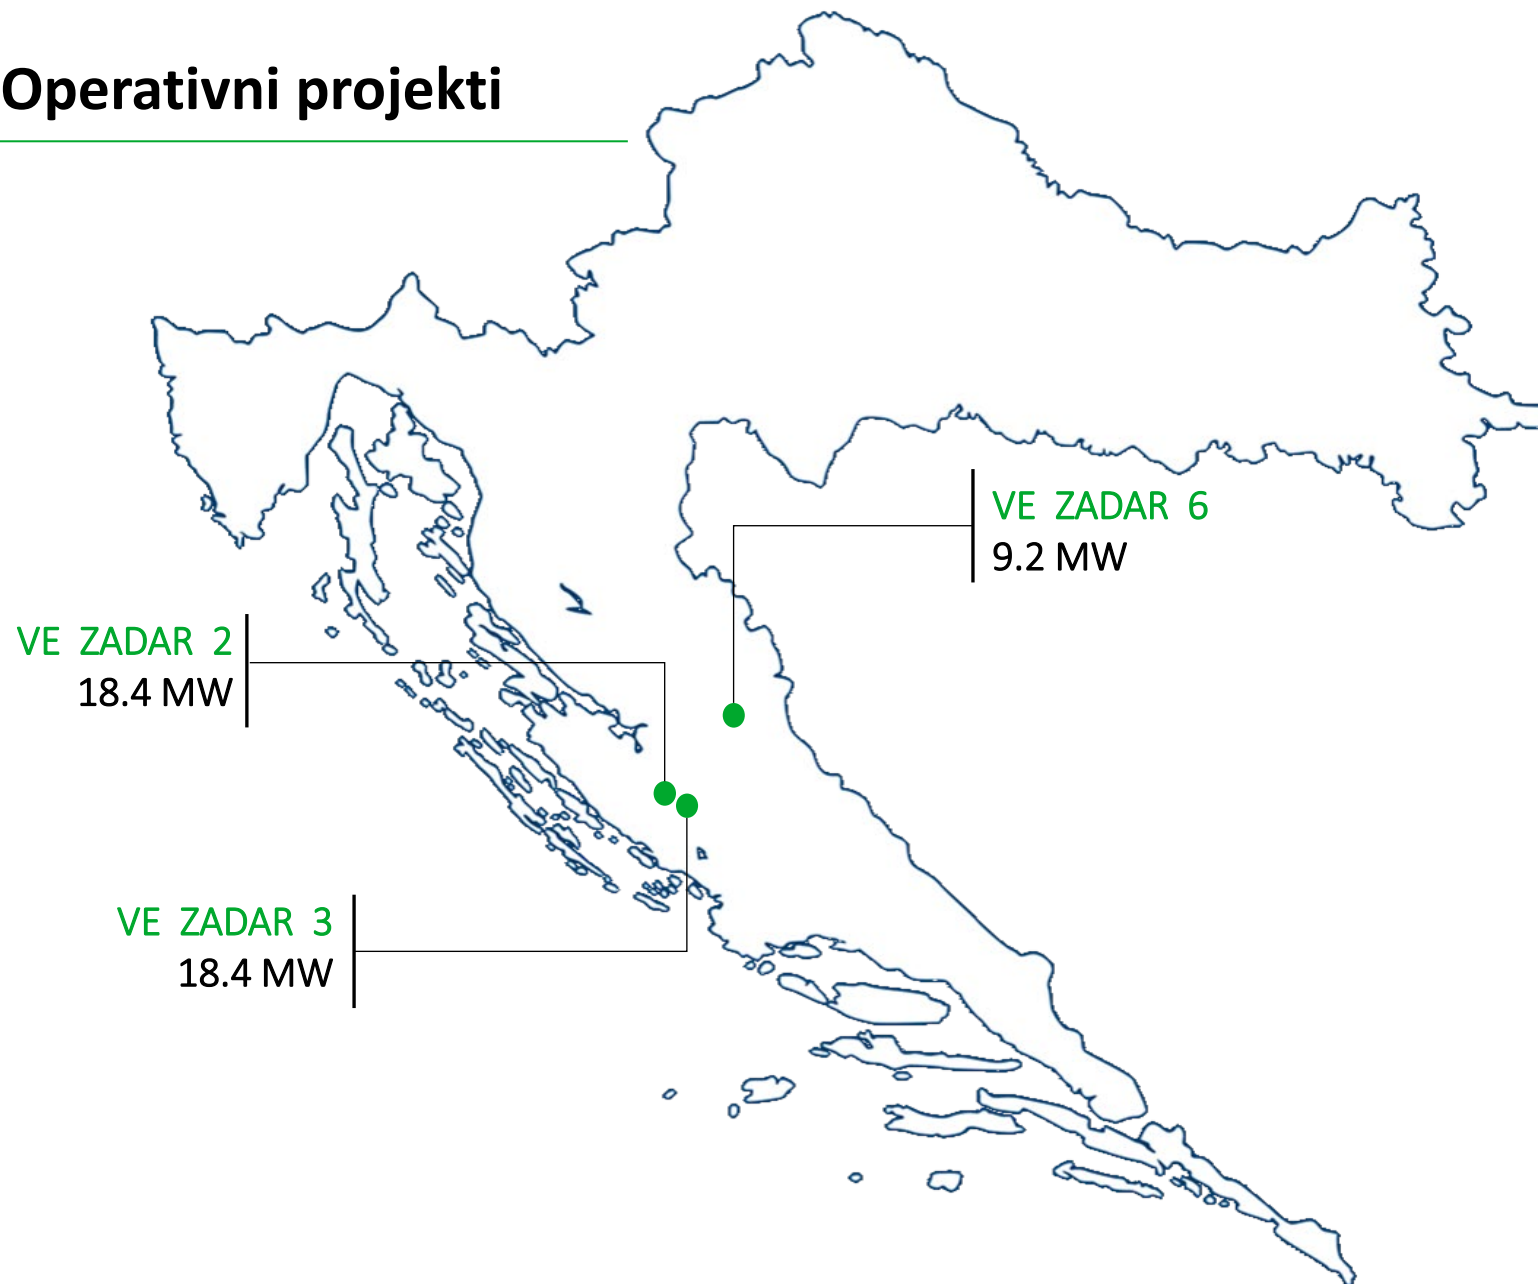 Operativni projekti
VE ZADAR 6
9.2 MW
VE ZADAR 2
18.4 MW
VE ZADAR 3
18.4 MW